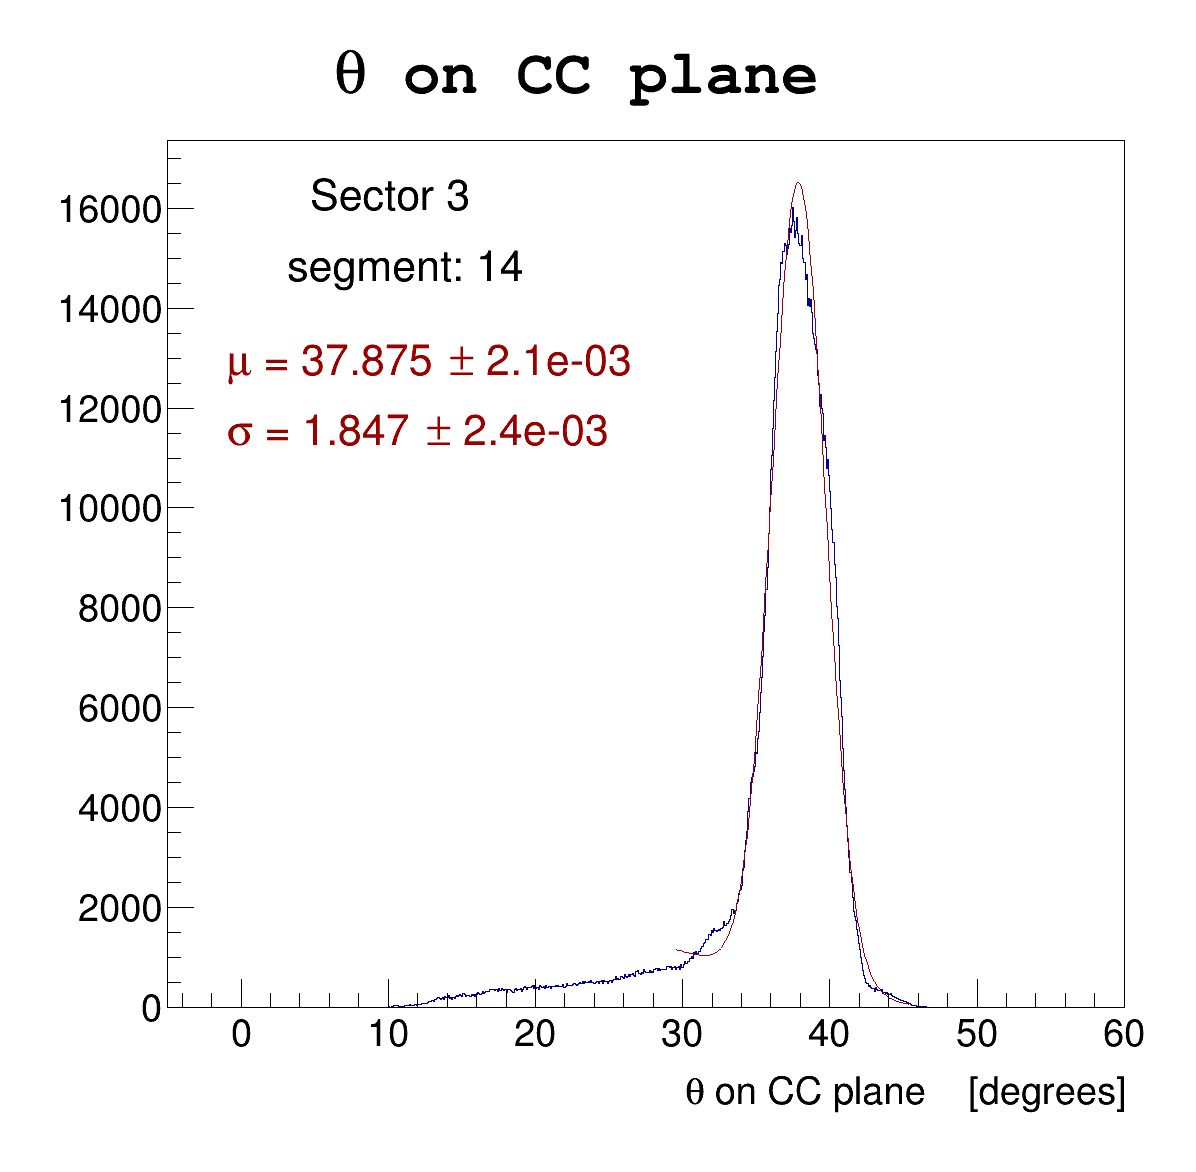 θ on CC plane
Sector 3
segment: 14
μ = 37.875 ± 2.1e-03
σ = 1.847 ± 2.4e-03
16000
14000
12000
10000
8000
6000
4000
2000
0
0 10 20 30 40 50 60
θ on CC plane [degrees]